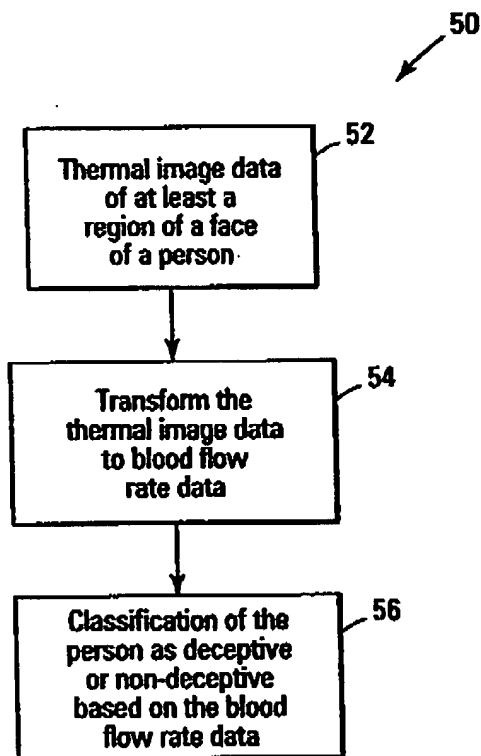 50
52
Thermal image data
of at least a
region of a face
of a person
54
Transform the
thermal image data
to blood flow
rate data
56
Classification of the
person as deceptive
or non-deceptive
based on the blood
flow rate data